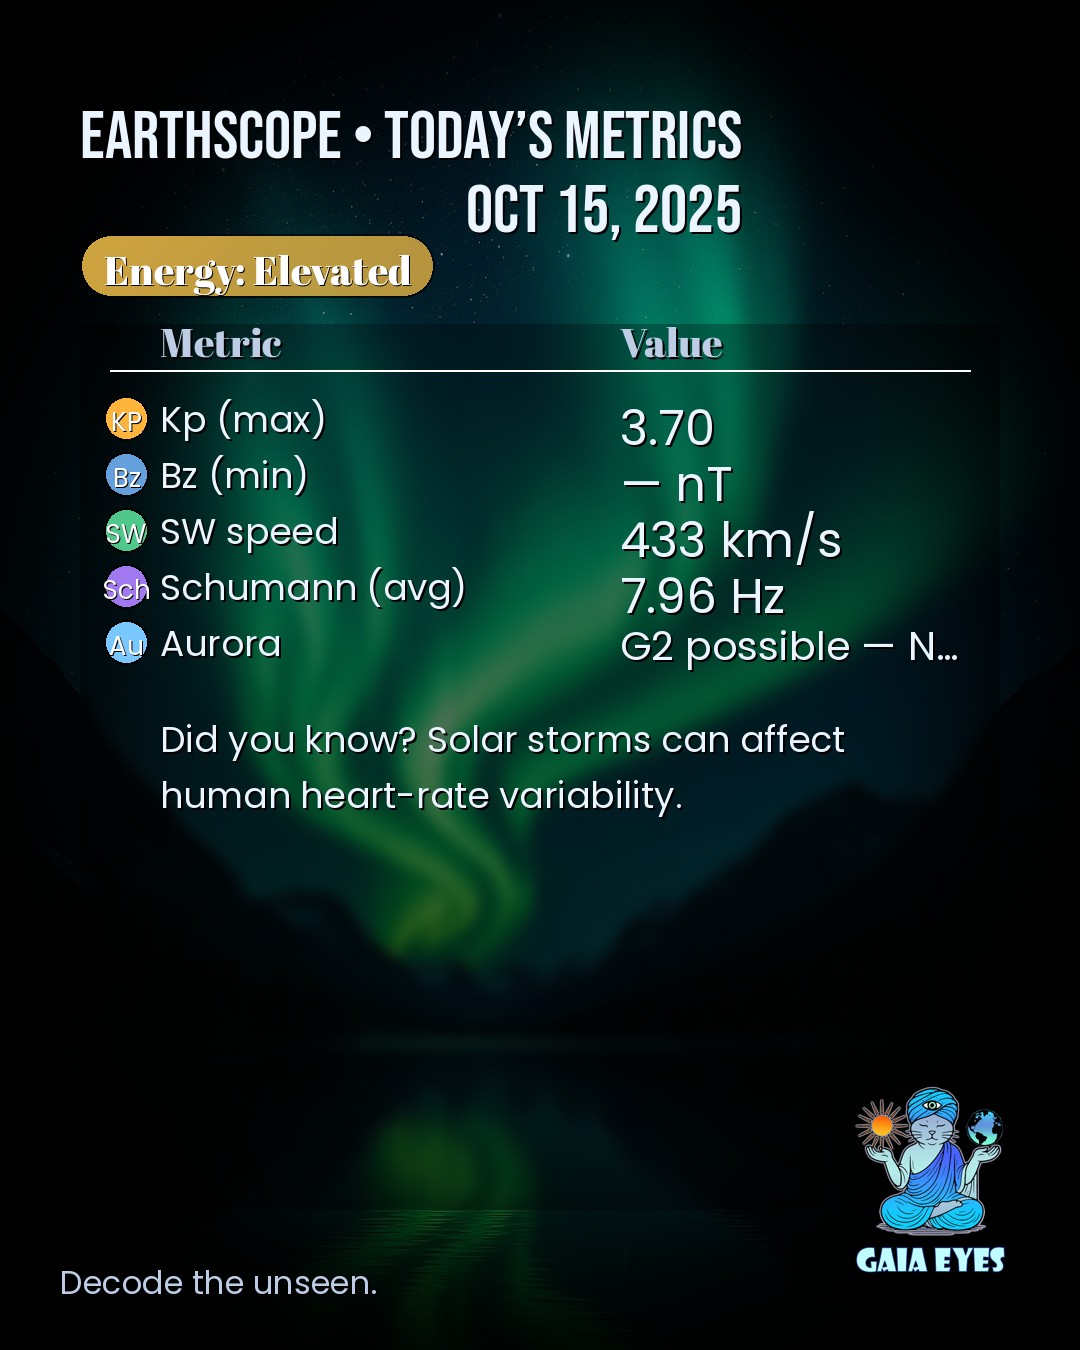 EARTHSCOPE • TODAY’S METRICS
OCT 15, 2025
Energy: Elevated
Metric Value
KP Kp (max) 3.70
Bz Bz (min) — nT
SW SW speed 433 km/s
Sch Schumann (avg) 7.96 Hz
Au Aurora G2 possible — N…
Did you know? Solar storms can affect
human heart-rate variability.
GAIA EYES
Decode the unseen.